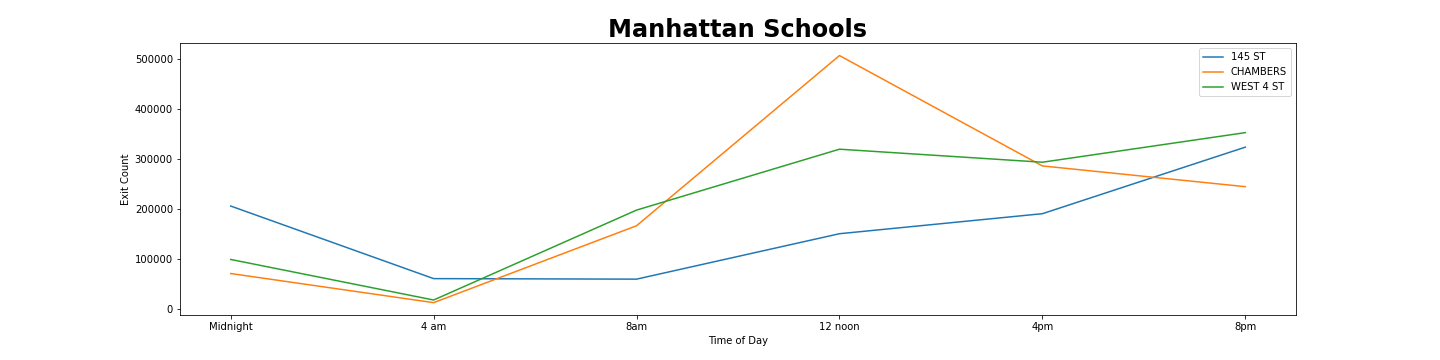 Manhattan Schools
145 ST
CHAMBERS
WEST 4 ST
500000
400000
300000
200000
100000
0
Exit Count
Midnight 4 am 8am 12 noon 4pm 8pm
Time of Day